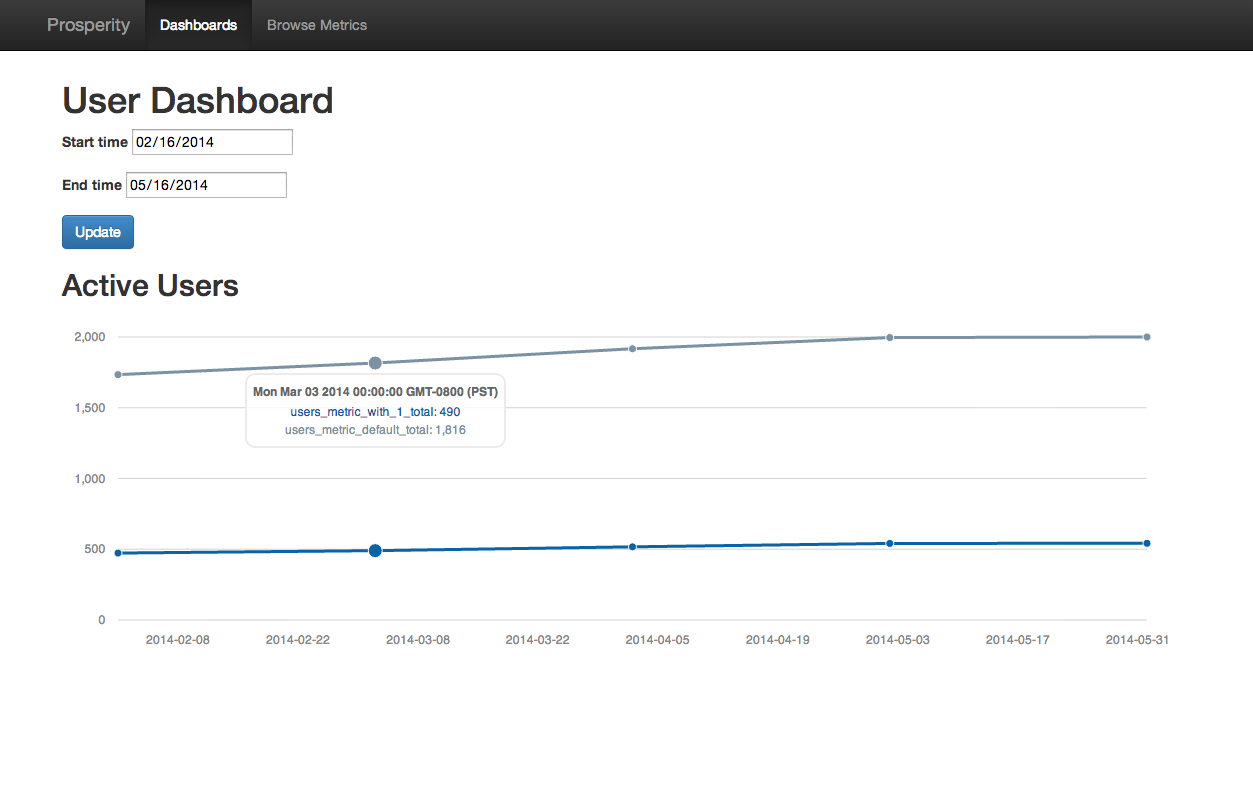 Prosperity Dashboards Browse Metrics
User Dashboard
Start time 02/16/2014
End time 05/16/2014
Update
Active Users
2,000
Mon Mar 03 2014 00:00:00 GMT-0800 (PST)
1,500
users_metric_with_1_total: 490
users_metric_default_total: 1,816
1,000
500
0
2014-02-08 2014-02-22 2014-03-08 2014-03-22 2014-04-05 2014-04-19 2014-05-03 2014-05-17 2014-05-31